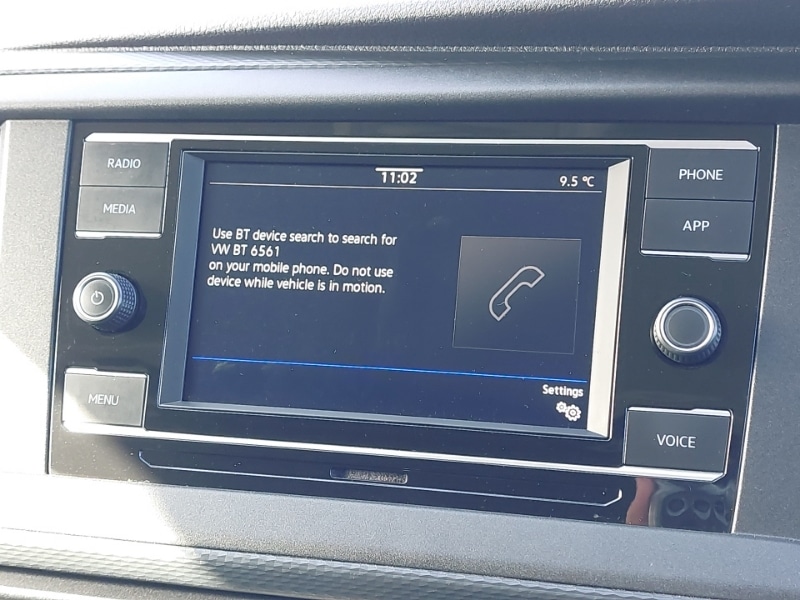 RADIO
MEDIA
MENU
11:02
9.5 °C
Use BT device search to search for
VW BT 6561
on your mobile phone. Do not use
device while vehicle is in motion.
Settings
PHONE
APP
VOICE